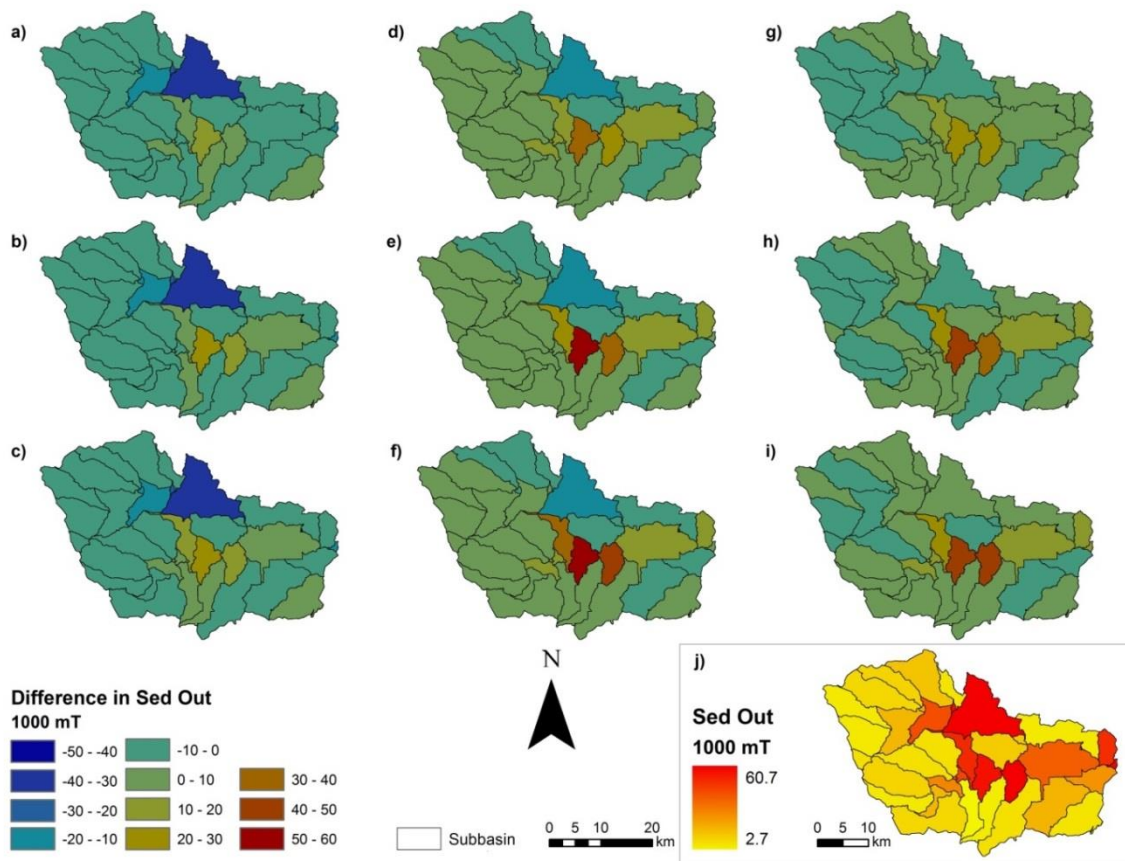 a)
d)
g)
b)
e)
h)
c)
f)
i)
Difference in Sed Out
1000 mT
-50 - -40
-40 - -30
-30 - -20
-20 - -10
-10 - 0
0 - 10
10 - 20
20 - 30
30 - 40
40 - 50
50 - 60
N
Subbasin
0 5 10 20
km
j)
Sed Out
1000 mT
60.7
2.7
0 5 10
km